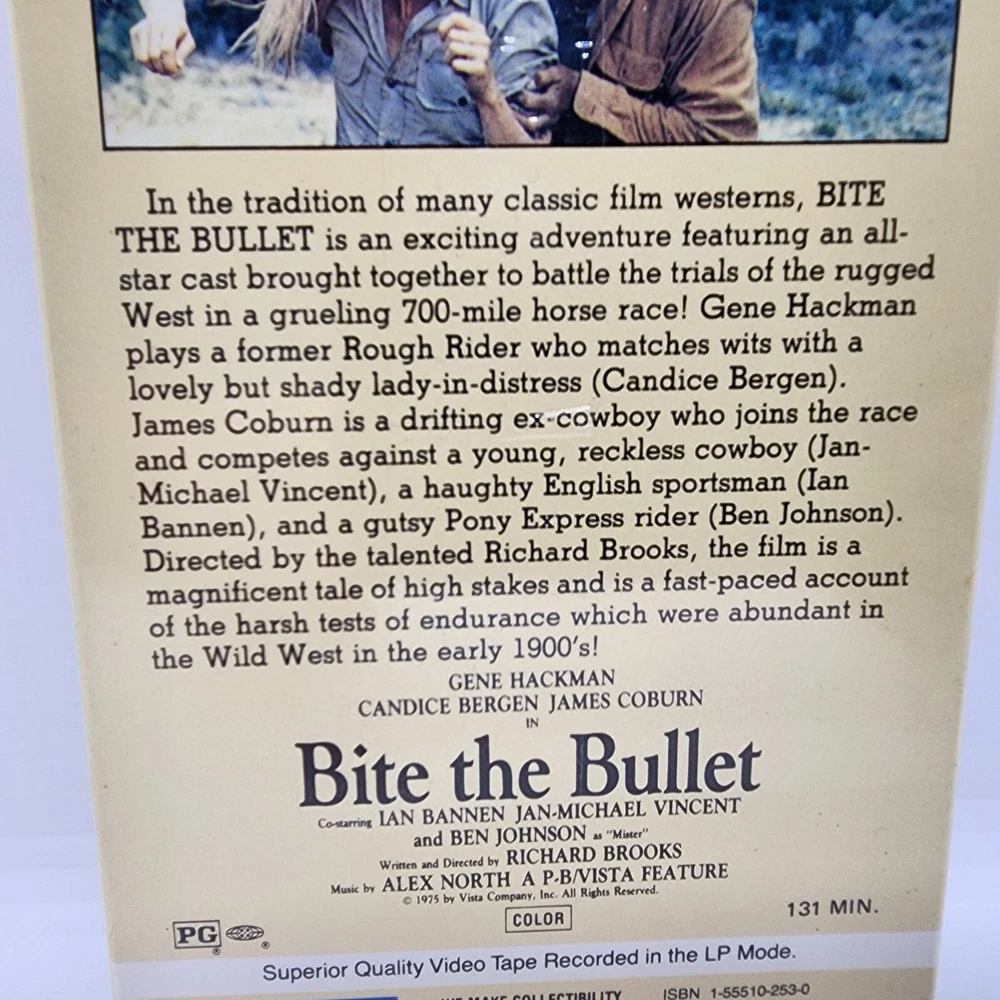 In the tradition of many classic film westerns, BITE
THE BULLET is an exciting adventure featuring an all-
star cast brought together to battle the trials of the rugged
West in a grueling 700-mile horse race! Gene Hackman
plays a former Rough Rider who matches wits with a
lovely but shady lady-in-distress (Candice Bergen).
James Coburn is a drifting ex-cowboy who joins the race
and competes against a young, reckless cowboy (Jan-
Michael Vincent), a haughty English sportsman (Ian
Bannen), and a gutsy Pony Express rider (Ben Johnson).
Directed by the talented Richard Brooks, the film is a
magnificent tale of high stakes and is a fast-paced account
of the harsh tests of endurance which were abundant in
the Wild West in the early 1900's!
GENE HACKMAN
CANDICE BERGEN JAMES COBURN
IN
Bite the Bullet
Co-starring IAN BANNEN JAN-MICHAEL VINCENT
and BEN JOHNSON as "Mister"
Written and Directed by RICHARD BROOKS
Music by ALEX NORTH A P-B/VISTA FEATURE
© 1975 by Vista Company, Inc. All Rights Reserved.
COLOR
131 MIN.
PG ® ®
Superior Quality Video Tape Recorded in the LP Mode.
MAKE COLLECTIBILITY
ISBN 1-55510-253-0